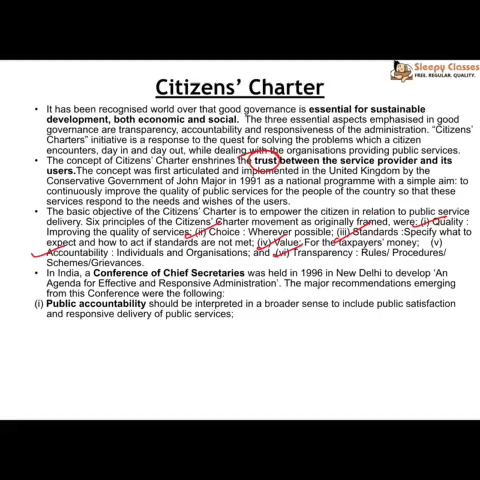 Sleepy Classes
FREE. REGULAR. QUALITY.
Citizens' Charter
• It has been recognised world over that good governance is essential for sustainable
development, both economic and social. The three essential aspects emphasised in good
governance are transparency, accountability and responsiveness of the administration. "Citizens'
Charters" initiative is a response to the quest for solving the problems which a citizen
encounters, day in and day out, while dealing with the organisations providing public services.
• The concept of Citizens' Charter enshrines the trust between the service provider and its
users.The concept was first articulated and implemented in the United Kingdom by the
Conservative Government of John Major in 1991 as a national programme with a simple aim: to
continuously improve the quality of public services for the people of the country so that these
services respond to the needs and wishes of the users.
• The basic objective of the Citizens' Charter is to empower the citizen in relation to public service
delivery. Six principles of the Citizens' Charter movement as originally framed, were: (i) Quality :
Improving the quality of services; (ii) Choice : Wherever possible; (iii) Standards :Specify what to
expect and how to act if standards are not met; (iv) Value: For the taxpayers' money; (v)
Accountability : Individuals and Organisations; and (vi) Transparency : Rules/ Procedures/
Schemes/Grievances.
• In India, a Conference of Chief Secretaries was held in 1996 in New Delhi to develop 'An
Agenda for Effective and Responsive Administration'. The major recommendations emerging
from this Conference were the following:
(i) Public accountability should be interpreted in a broader sense to include public satisfaction
and responsive delivery of public services;